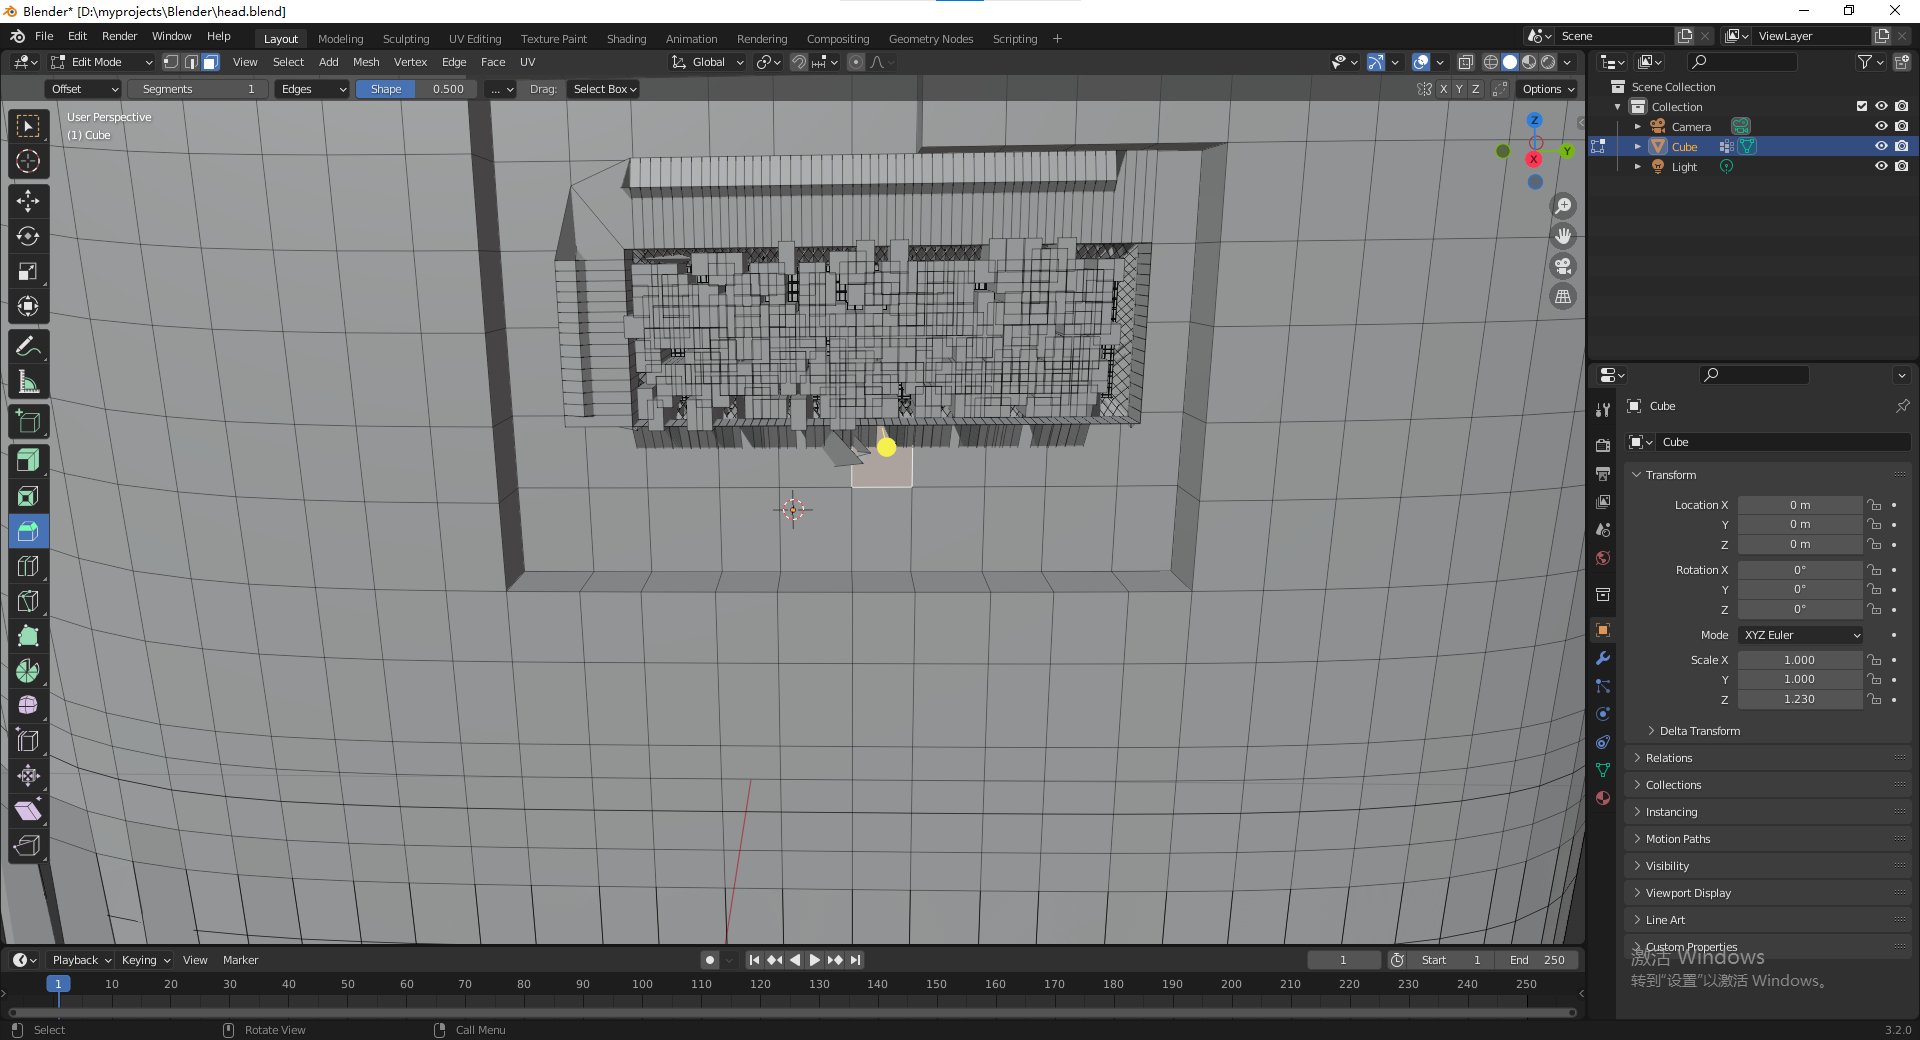 Blender* [D:\myprojects\Blender\head.blend]
File Edit Render Window Help Layout Modeling Sculpting UV Editing Texture Paint Shading Animation Rendering Compositing Geometry Nodes Scripting + Scene ViewLayer
Edit Mode View Select Add Mesh Vertex Edge Face UV Global
Offset Segments 1 Edges Shape 0.500 ... Drag: Select Box X Y Z Options
User Perspective
(1) Cube
Z
Y
X
Scene Collection
Collection
Camera
Cube
Light
Cube
Cube
Transform
Location X 0 m
Y 0 m
Z 0 m
Rotation X 0°
Y 0°
Z 0°
Mode XYZ Euler
Scale X 1.000
Y 1.000
Z 1.230
Delta Transform
Relations
Collections
Instancing
Motion Paths
Visibility
Viewport Display
Line Art
Custom Properties
激活 Windows
转到“设置”以激活 Windows。
Playback Keying View Marker 1 Start 1 End 250
1 10 20 30 40 50 60 70 80 90 100 110 120 130 140 150 160 170 180 190 200 210 220 230 240 250
Select Rotate View Call Menu 3.2.0